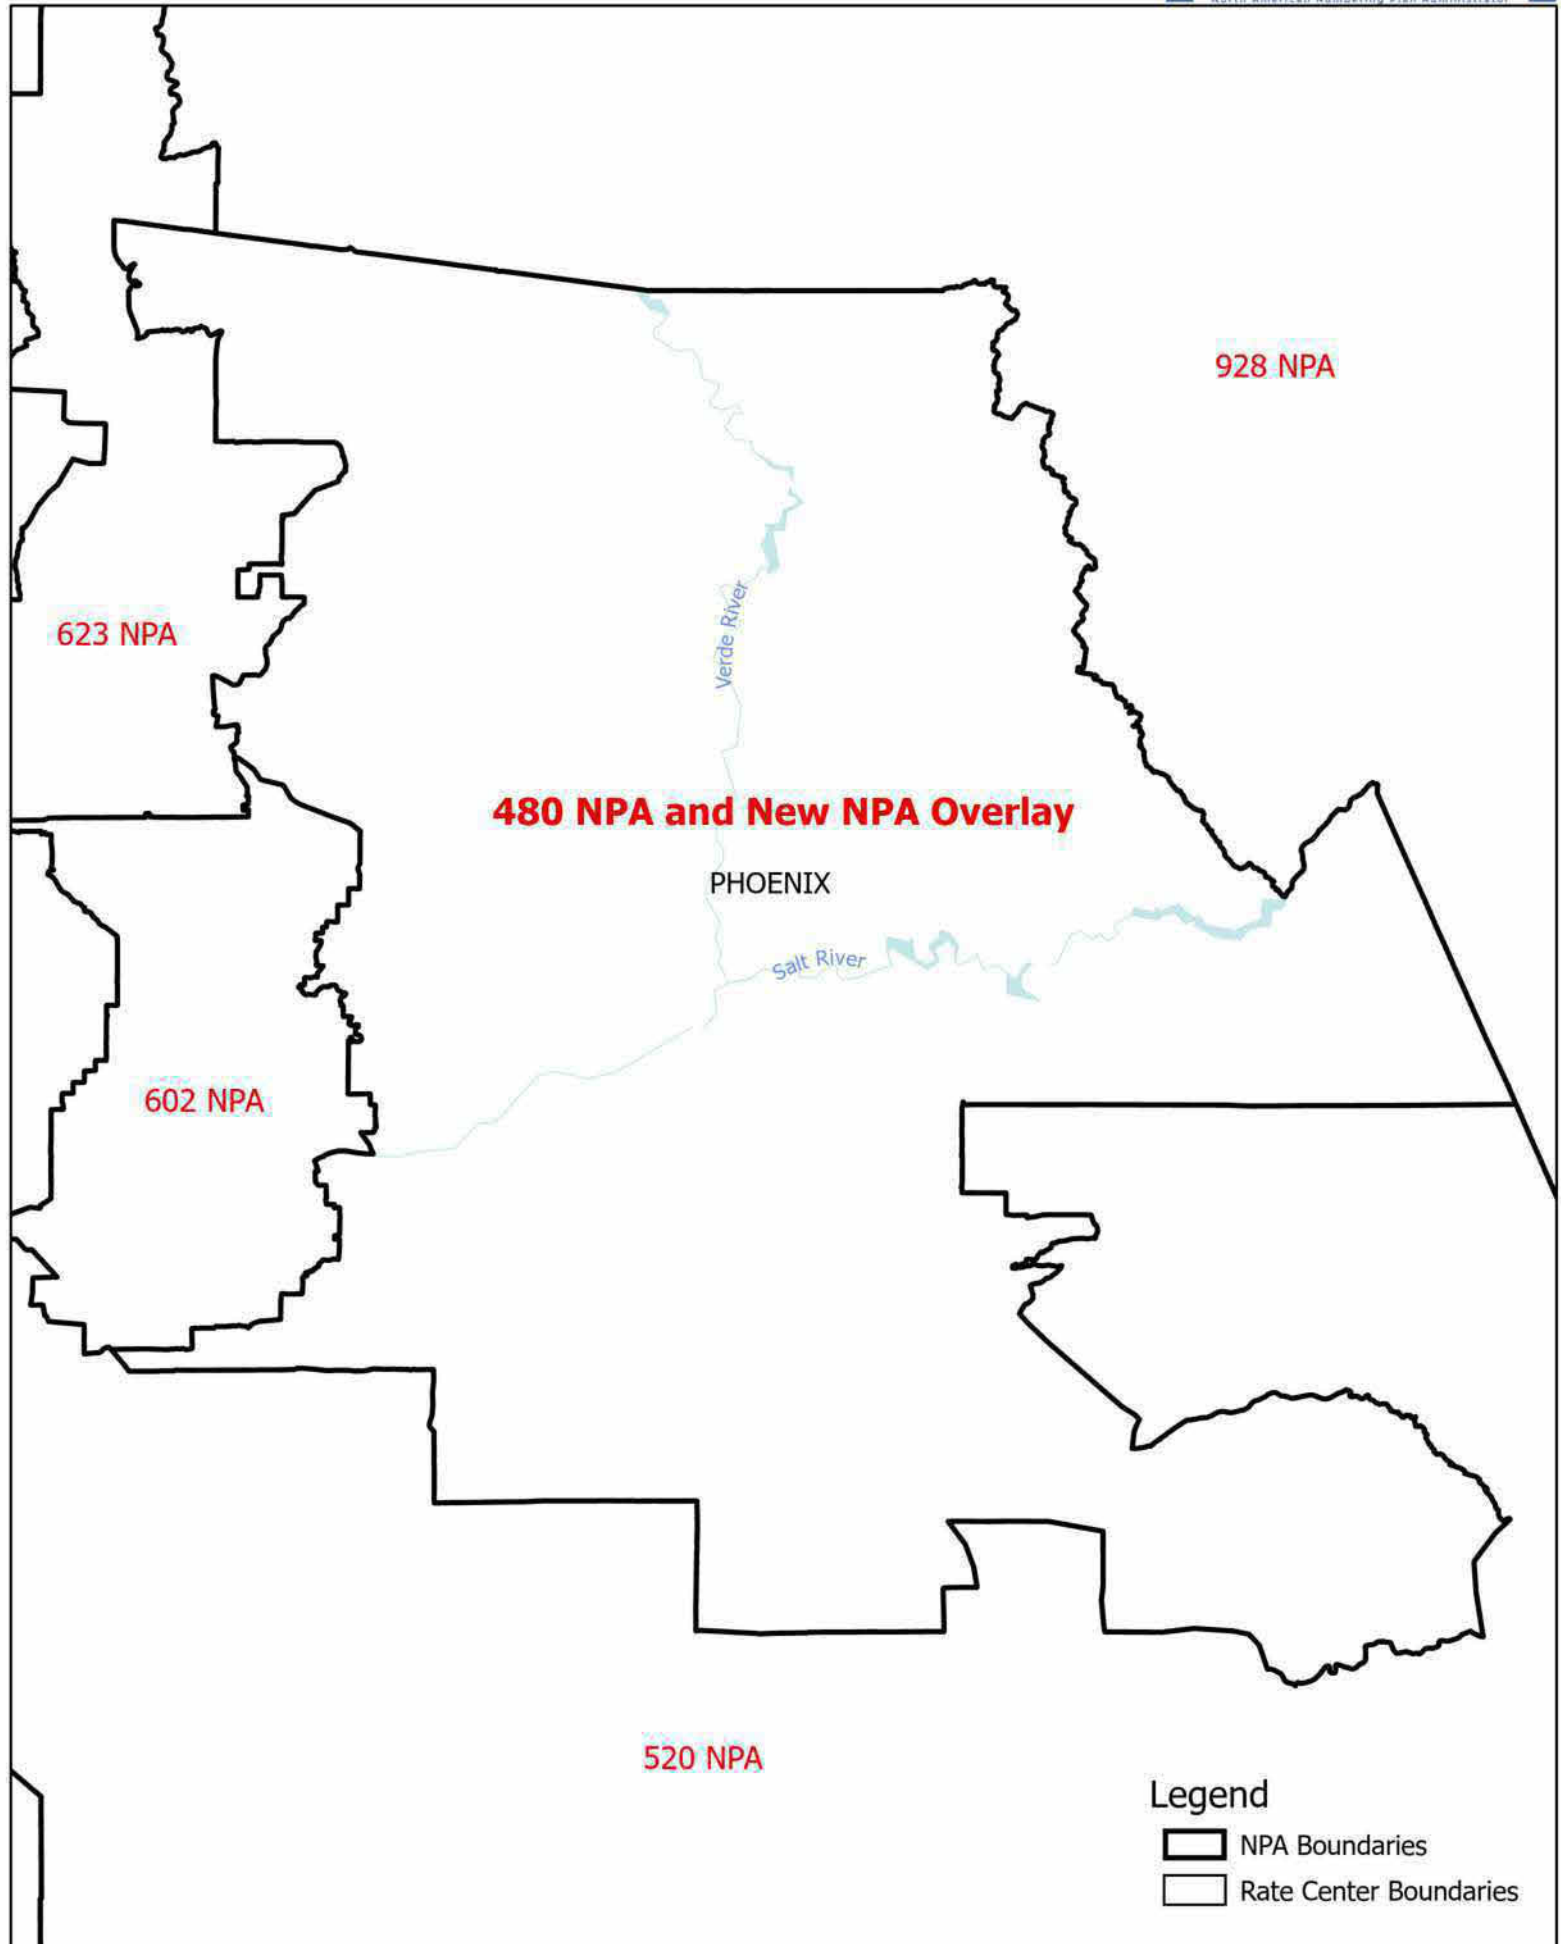 928 NPA
623 NPA
Verde River
480 NPA and New NPA Overlay
PHOENIX
Salt River
602 NPA
520 NPA
Legend
NPA Boundaries
Rate Center Boundaries